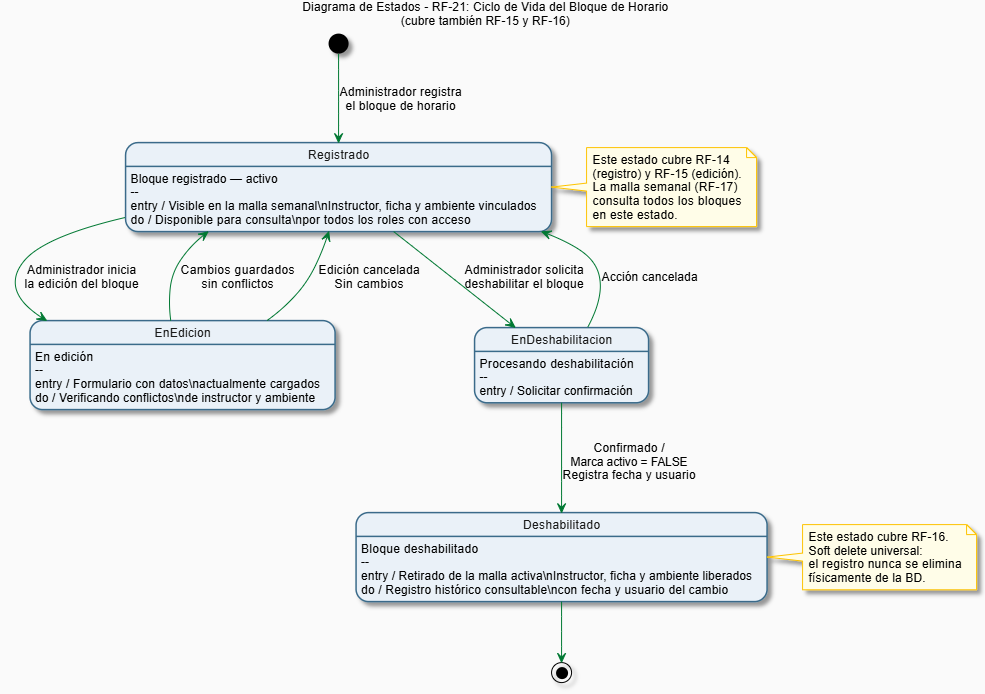 Diagrama de Estados - RF-21: Ciclo de Vida del Bloque de Horario
(cubre también RF-15 y RF-16)
Administrador registra
el bloque de horario
Registrado
Bloque registrado — activo
--
entry / Visible en la malla semanal\nInstructor, ficha y ambiente vinculados
do / Disponible para consulta\npor todos los roles con acceso
Este estado cubre RF-14
(registro) y RF-15 (edición).
La malla semanal (RF-17)
consulta todos los bloques
en este estado.
Administrador inicia
la edición del bloque
Cambios guardados
sin conflictos
Edición cancelada
Sin cambios
Administrador solicita
deshabilitar el bloque
Acción cancelada
EnEdicion
En edición
--
entry / Formulario con datos\nactualmente cargados
do / Verificando conflictos\nde instructor y ambiente
EnDeshabilitacion
Procesando deshabilitación
--
entry / Solicitar confirmación
Confirmado /
Marca activo = FALSE
Registra fecha y usuario
Deshabilitado
Bloque deshabilitado
--
entry / Retirado de la malla activa\nInstructor, ficha y ambiente liberados
do / Registro histórico consultable\ncon fecha y usuario del cambio
Este estado cubre RF-16.
Soft delete universal:
el registro nunca se elimina
físicamente de la BD.